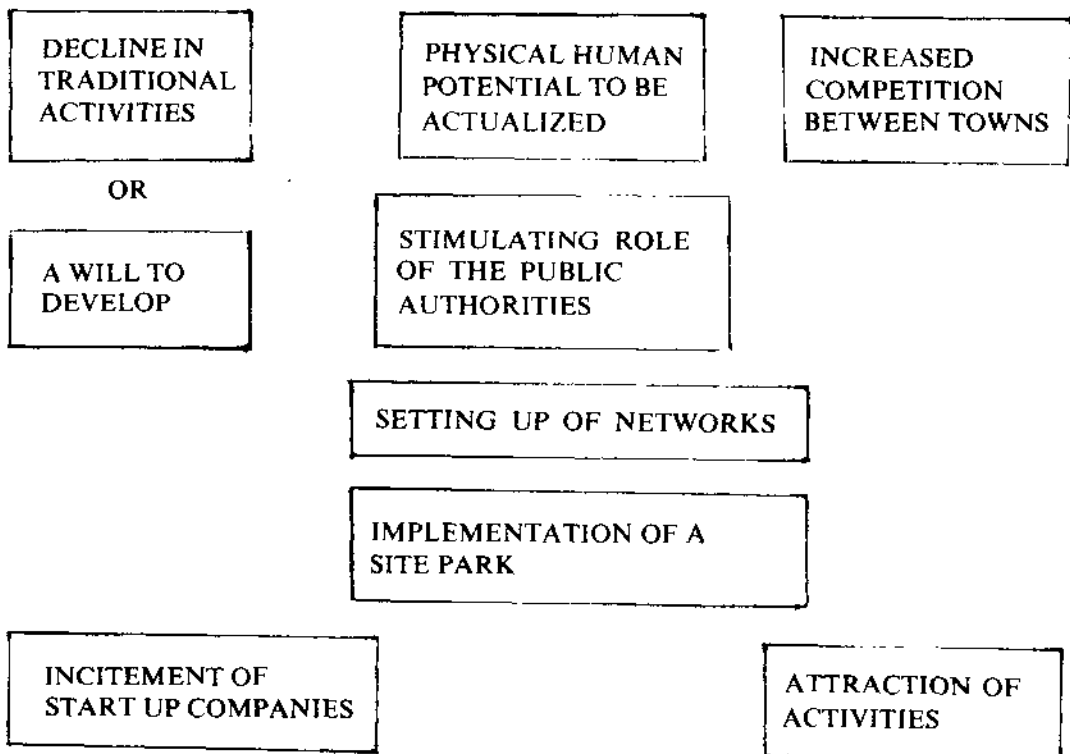 DECLINE IN
TRADITIONAL
ACTIVITIES
PHYSICAL HUMAN
POTENTIAL TO BE
ACTUALIZED
INCREASED
COMPETITION
BETWEEN TOWNS
OR
A WILL TO
DEVELOP
STIMULATING ROLE
OF THE PUBLIC
AUTHORITIES
SETTING UP OF NETWORKS
IMPLEMENTATION OF A
SITE PARK
INCITEMENT OF
START UP COMPANIES
ATTRACTION OF
ACTIVITIES